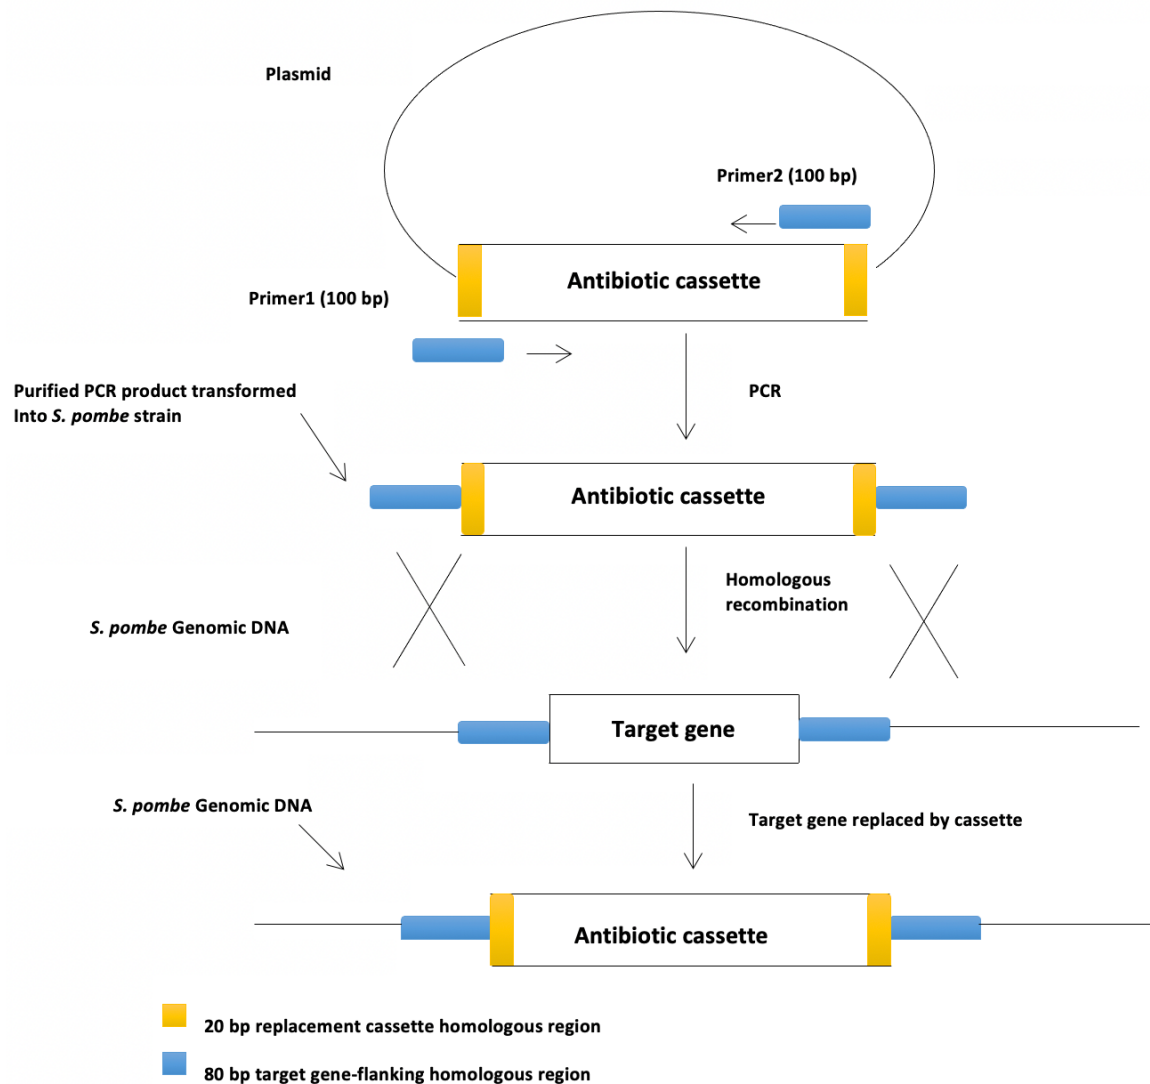 Plasmid
Primer2 (100 bp)
Antibiotic cassette
Primer1 (100 bp)
PCR
Purified PCR product transformed
Into S. pombe strain
Antibiotic cassette
Homologous
recombination
S. pombe Genomic DNA
Target gene
S. pombe Genomic DNA
Target gene replaced by cassette
Antibiotic cassette
20 bp replacement cassette homologous region
80 bp target gene-flanking homologous region